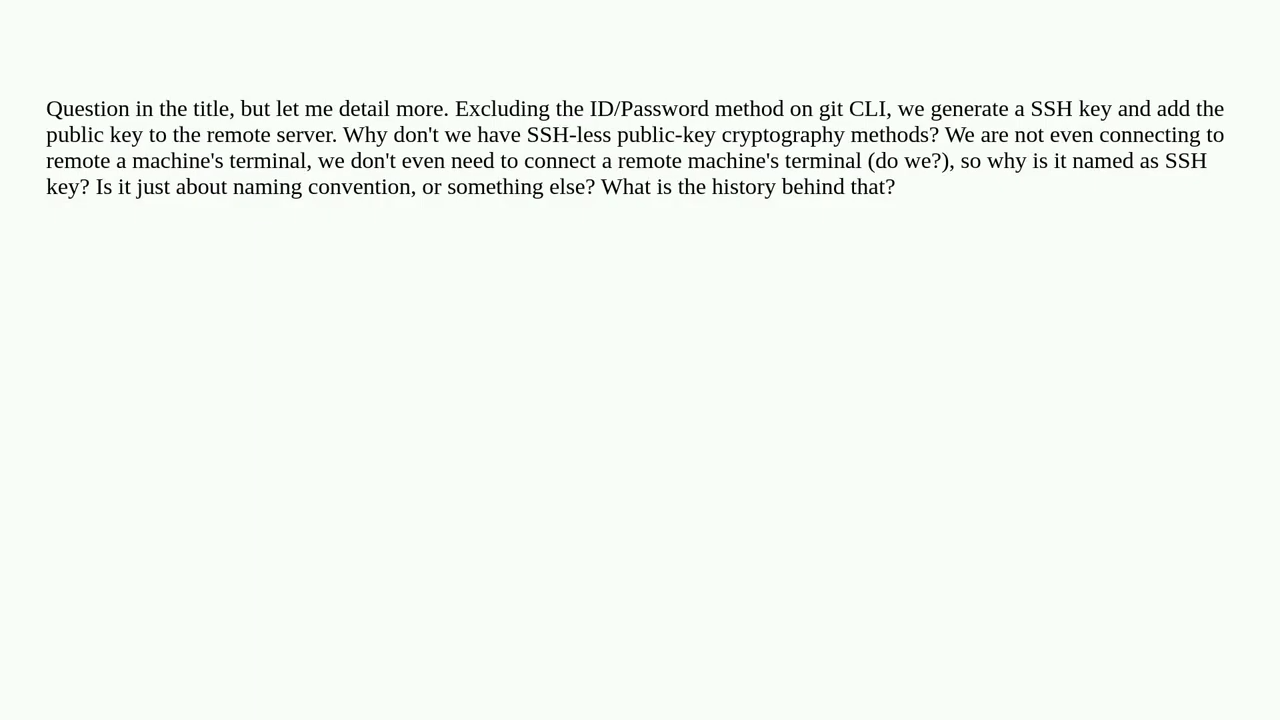 Question in the title, but let me detail more. Excluding the ID/Password method on git CLI, we generate a SSH key and add the
public key to the remote server. Why don't we have SSH-less public-key cryptography methods? We are not even connecting to
remote a machine's terminal, we don't even need to connect a remote machine's terminal (do we?), so why is it named as SSH
key? Is it just about naming convention, or something else? What is the history behind that?